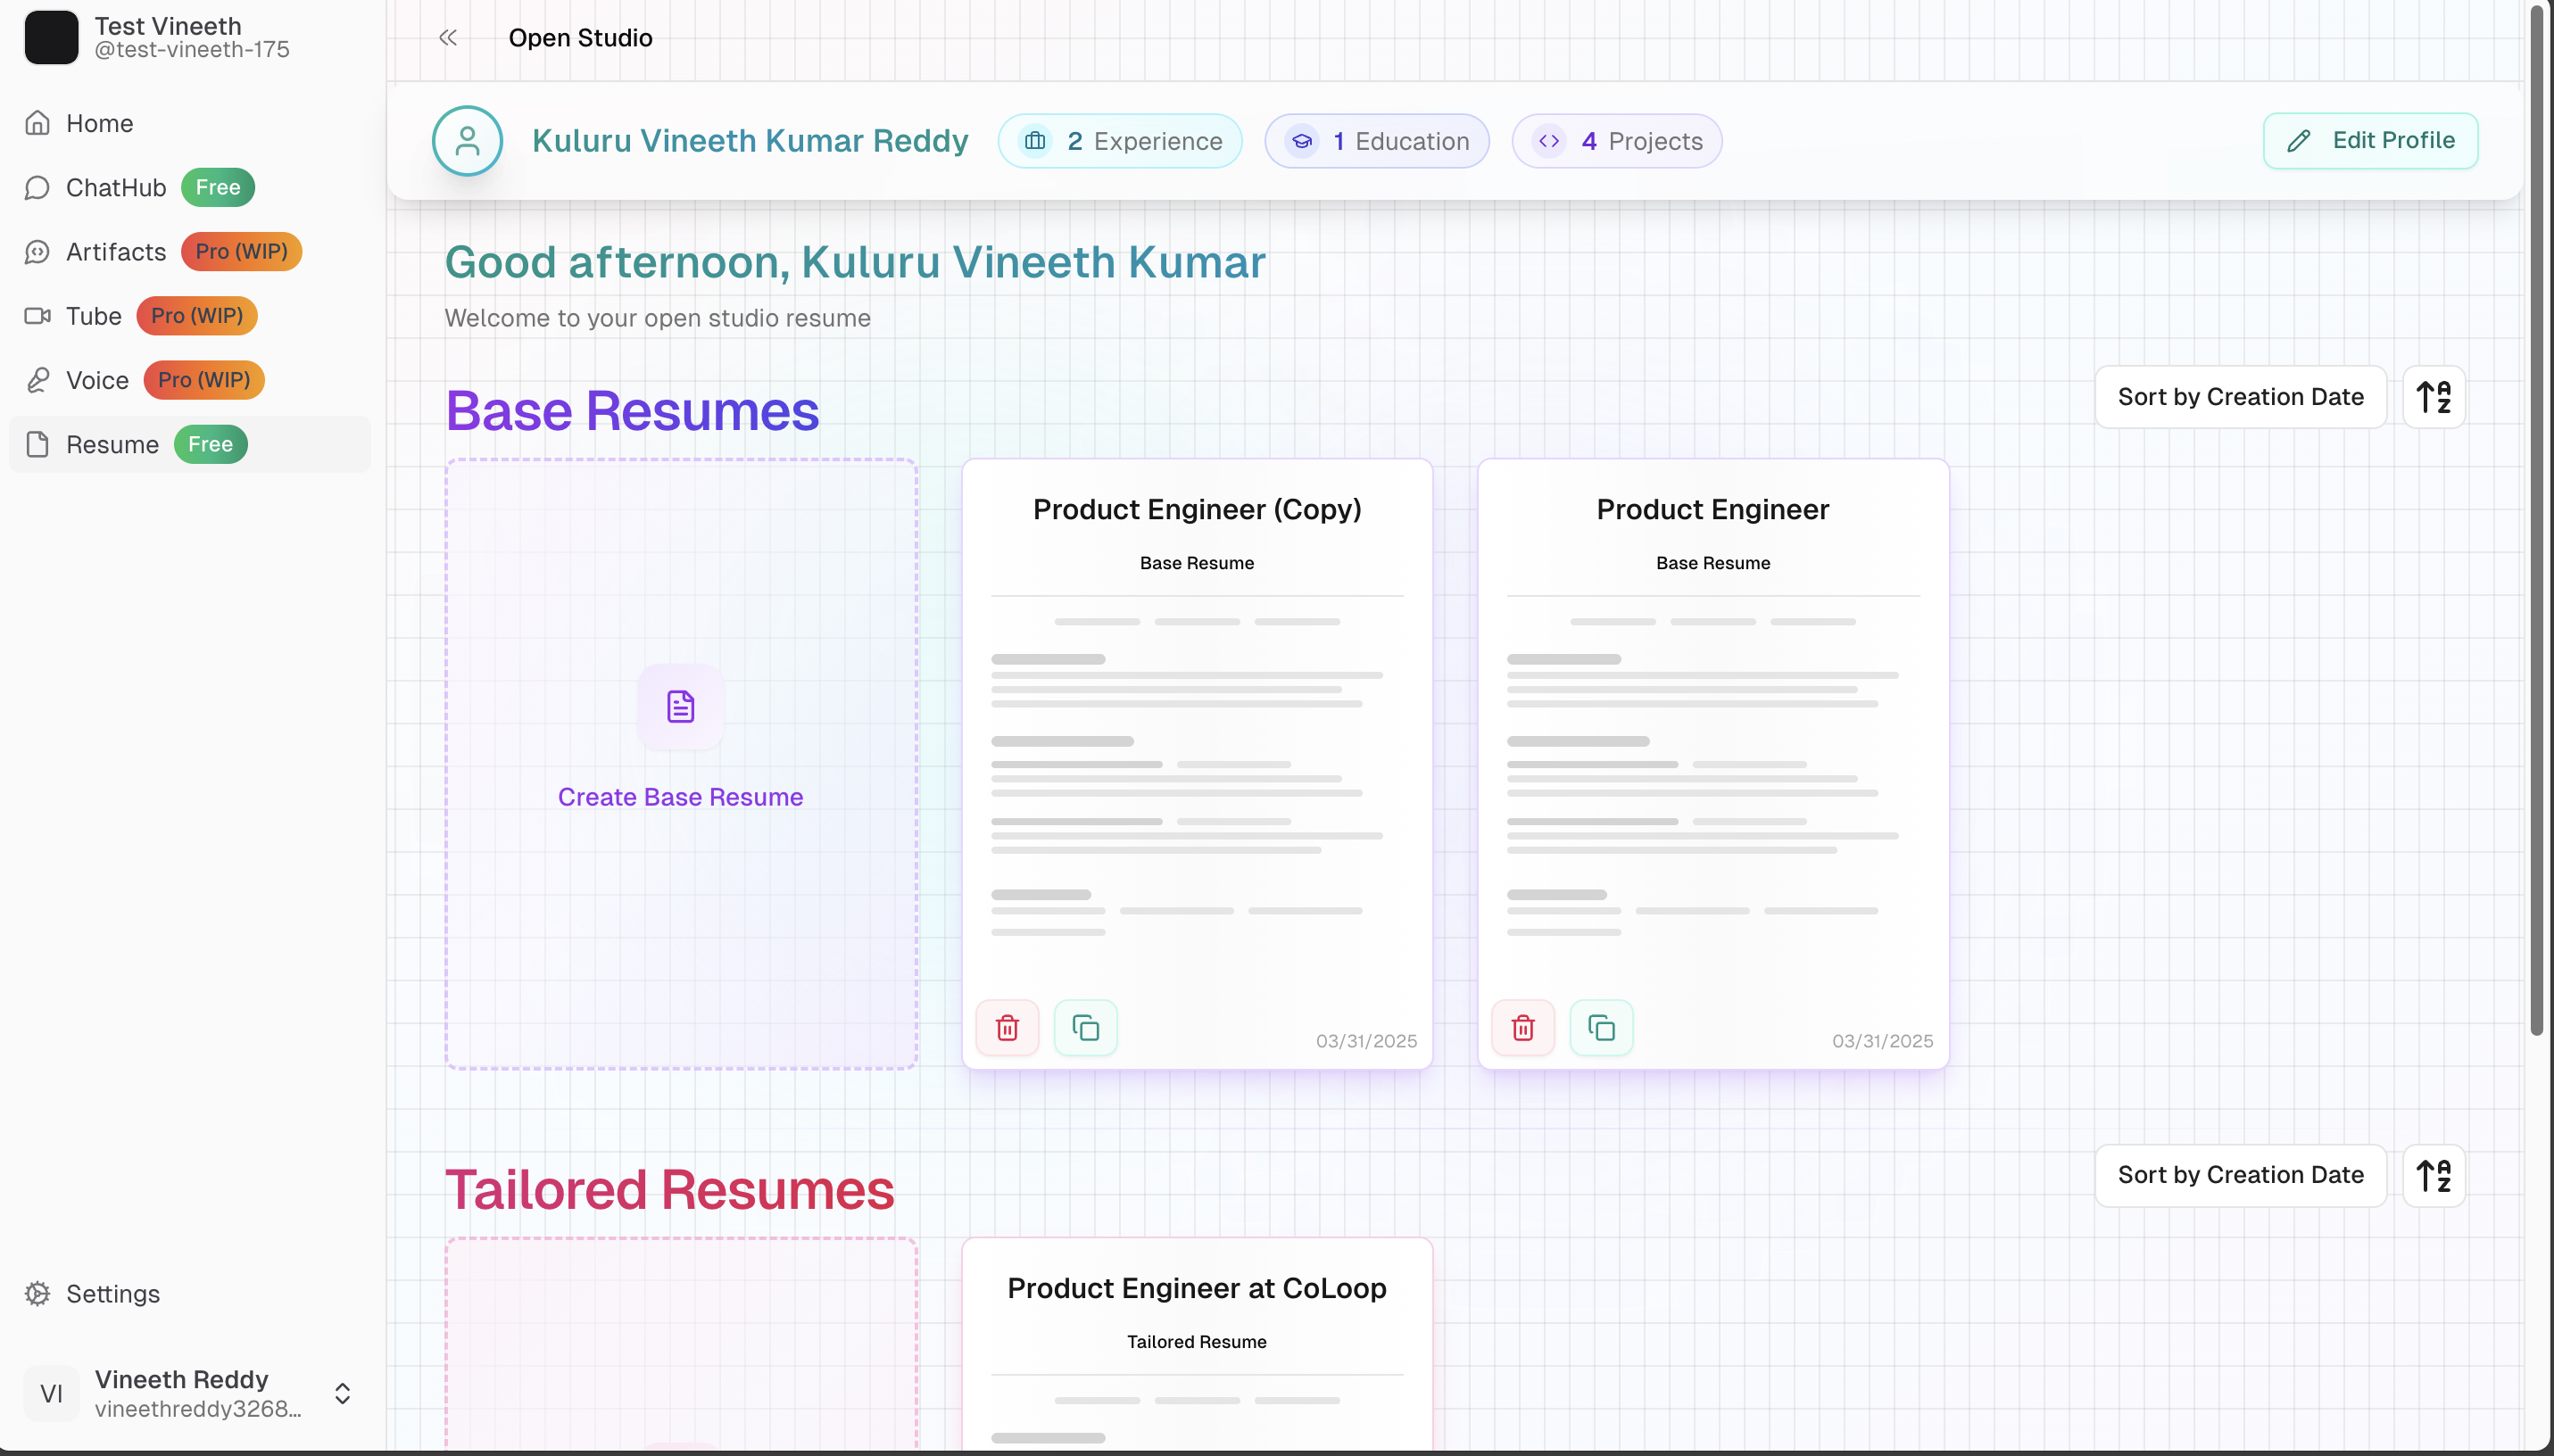 Test Vineeth
@test-vineeth-175
Home
ChatHub Free
Artifacts Pro (WIP)
Tube Pro (WIP)
Voice Pro (WIP)
Resume Free
Settings
VI
Vineeth Reddy
vineethreddy3268...
Open Studio
Kuluru Vineeth Kumar Reddy 2 Experience 1 Education 4 Projects Edit Profile
Good afternoon, Kuluru Vineeth Kumar
Welcome to your open studio resume
Base Resumes
Sort by Creation Date
A
Z
Create Base Resume
Product Engineer (Copy)
Base Resume
03/31/2025
Product Engineer
Base Resume
03/31/2025
Tailored Resumes
Sort by Creation Date
A
Z
Product Engineer at CoLoop
Tailored Resume